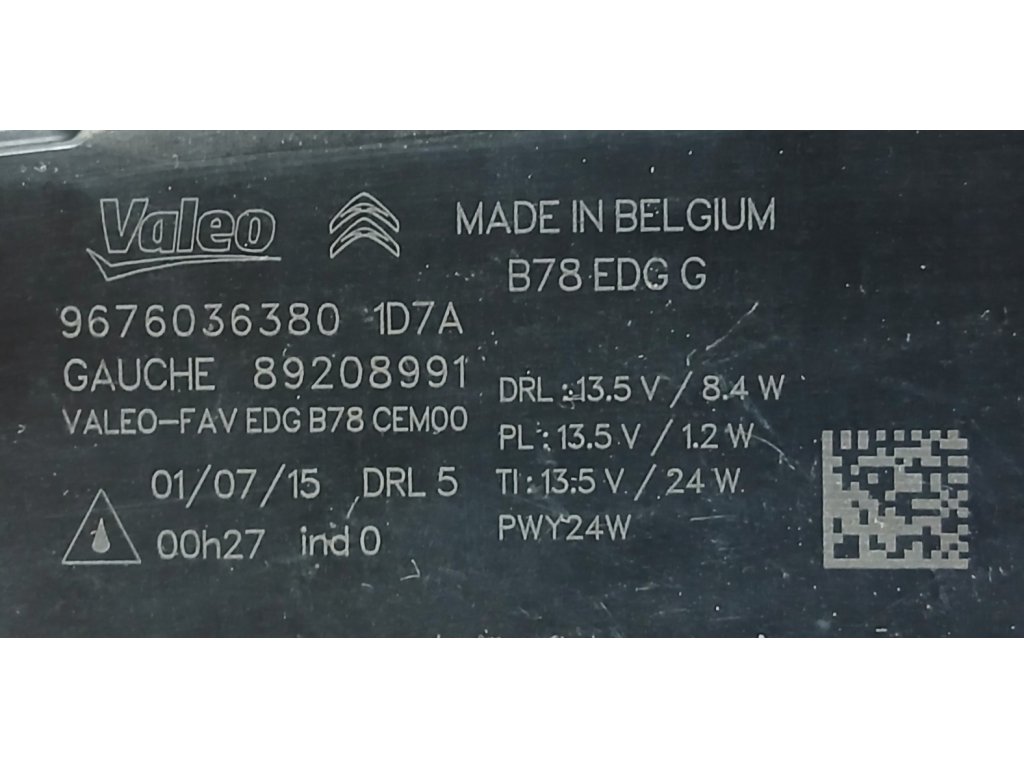 Valeo
MADE IN BELGIUM
B78 EDG G
9676036380 1D7A
GAUCHE 89208991
VALEO-FAV EDG B78 CEM00
01/07/15 DRL 5
00h27 ind 0
DRL : 13.5 V / 8.4 W
PL : 13.5 V / 1.2 W
TI : 13.5 V / 24 W
PWY24W